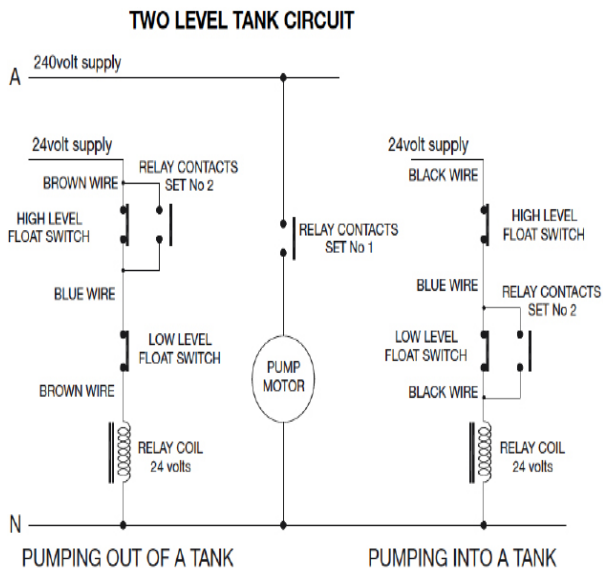 TWO LEVEL TANK CIRCUIT
A
240volt supply
24volt supply
BROWN WIRE
RELAY CONTACTS
SET No 2
HIGH LEVEL
FLOAT SWITCH
BLUE WIRE
LOW LEVEL
FLOAT SWITCH
BROWN WIRE
RELAY COIL
24 volts
RELAY CONTACTS
SET No 1
PUMP
MOTOR
24volt supply
BLACK WIRE
HIGH LEVEL
FLOAT SWITCH
BLUE WIRE
RELAY CONTACTS
SET No 2
LOW LEVEL
FLOAT SWITCH
BLACK WIRE
RELAY COIL
24 volts
N
PUMPING OUT OF A TANK
PUMPING INTO A TANK